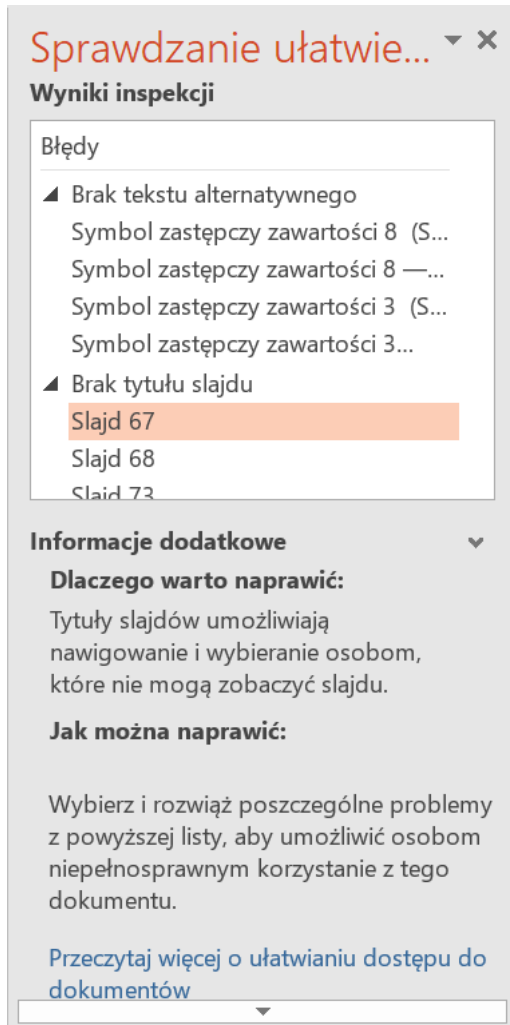 Sprawdzanie ułatwie...
Wyniki inspekcji
Błędy
Brak tekstu alternatywnego
Symbol zastępczy zawartości 8 (S...
Symbol zastępczy zawartości 8 —...
Symbol zastępczy zawartości 3 (S...
Symbol zastępczy zawartości 3...
Brak tytułu slajdu
Slajd 67
Slajd 68
Slajd 73
Informacje dodatkowe
Dlaczego warto naprawić:
Tytuły slajdów umożliwiają
nawigowanie i wybieranie osobom,
które nie mogą zobaczyć slajdu.
Jak można naprawić:
Wybierz i rozwiąż poszczególne problemy
z powyższej listy, aby umożliwić osobom
niepełnosprawnym korzystanie z tego
dokumentu.
Przeczytaj więcej o ułatwianiu dostępu do
dokumentów